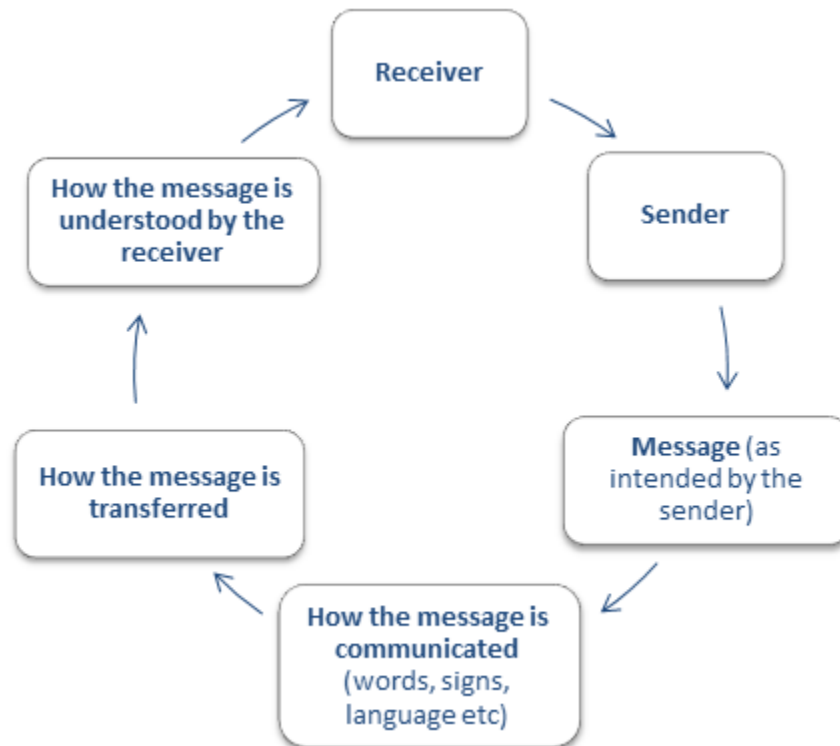 Receiver
Sender
Message (as
intended by the
sender)
How the message is
communicated
(words, signs,
language etc)
How the message is
transferred
How the message is
understood by the
receiver